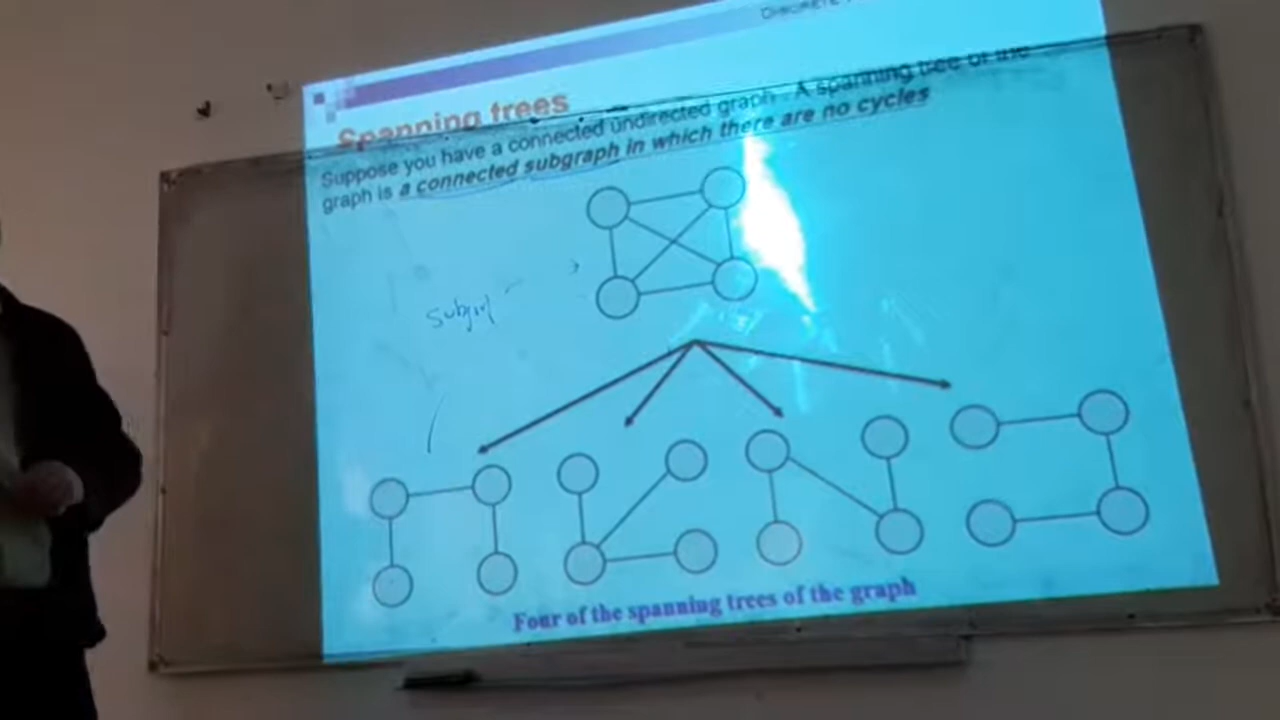 DISCRETE
Spanning trees
Suppose you have a connected undirected graph. A spanning tree of the
graph is a connected subgraph in which there are no cycles
Four of the spanning trees of the graph